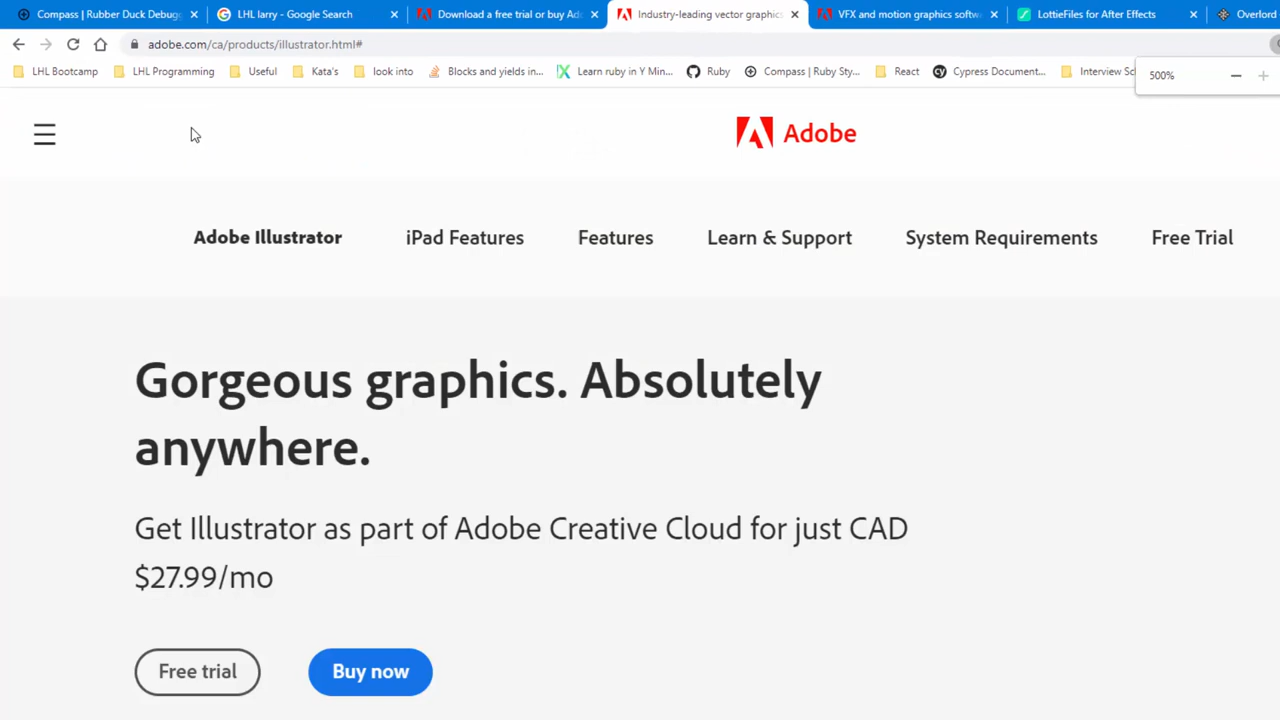 Compass | Rubber Duck Debugg
LHL larry - Google Search
Download a free trial or buy Ado
Industry-leading vector graphics
VFX and motion graphics softw
LottieFiles for After Effects
Overlord
adobe.com/ca/products/illustrator.html#
LHL Bootcamp
LHL Programming
Useful
Kata's
look into
Blocks and yields in...
Learn ruby in Y Min...
Ruby
Compass | Ruby Sty...
React
Cypress Document...
Interview Sc
500%
Adobe
Adobe Illustrator
iPad Features
Features
Learn & Support
System Requirements
Free Trial
Gorgeous graphics. Absolutely
anywhere.
Get Illustrator as part of Adobe Creative Cloud for just CAD
$27.99/mo
Free trial
Buy now